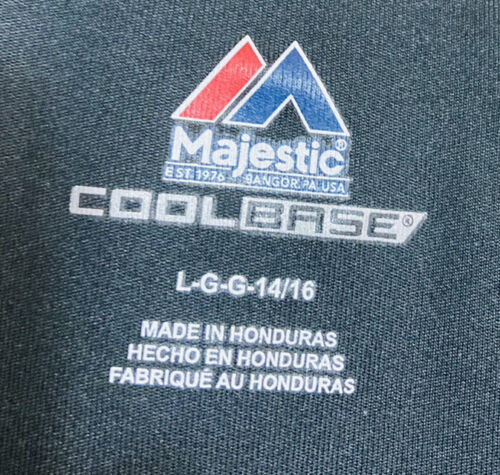 Majestic®
EST. 1976 BANGOR, PA USA
COOLBASE®
L-G-G-14/16
MADE IN HONDURAS
HECHO EN HONDURAS
FABRIQUÉ AU HONDURAS